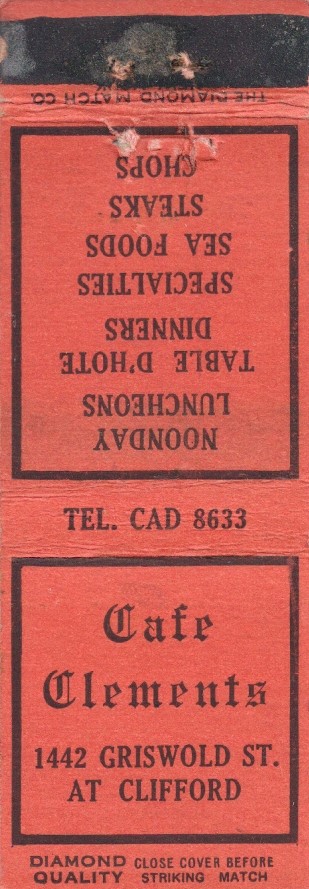 THE DIAMOND MATCH CO.
NOONDAY
LUNCHEONS
TABLE D'HOTE
DINNERS
SPECIALTIES
SEA FOODS
STEAKS
CHOPS
TEL. CAD 8633
Cafe
Clements
1442 GRISWOLD ST.
AT CLIFFORD
DIAMOND QUALITY
CLOSE COVER BEFORE
STRIKING MATCH